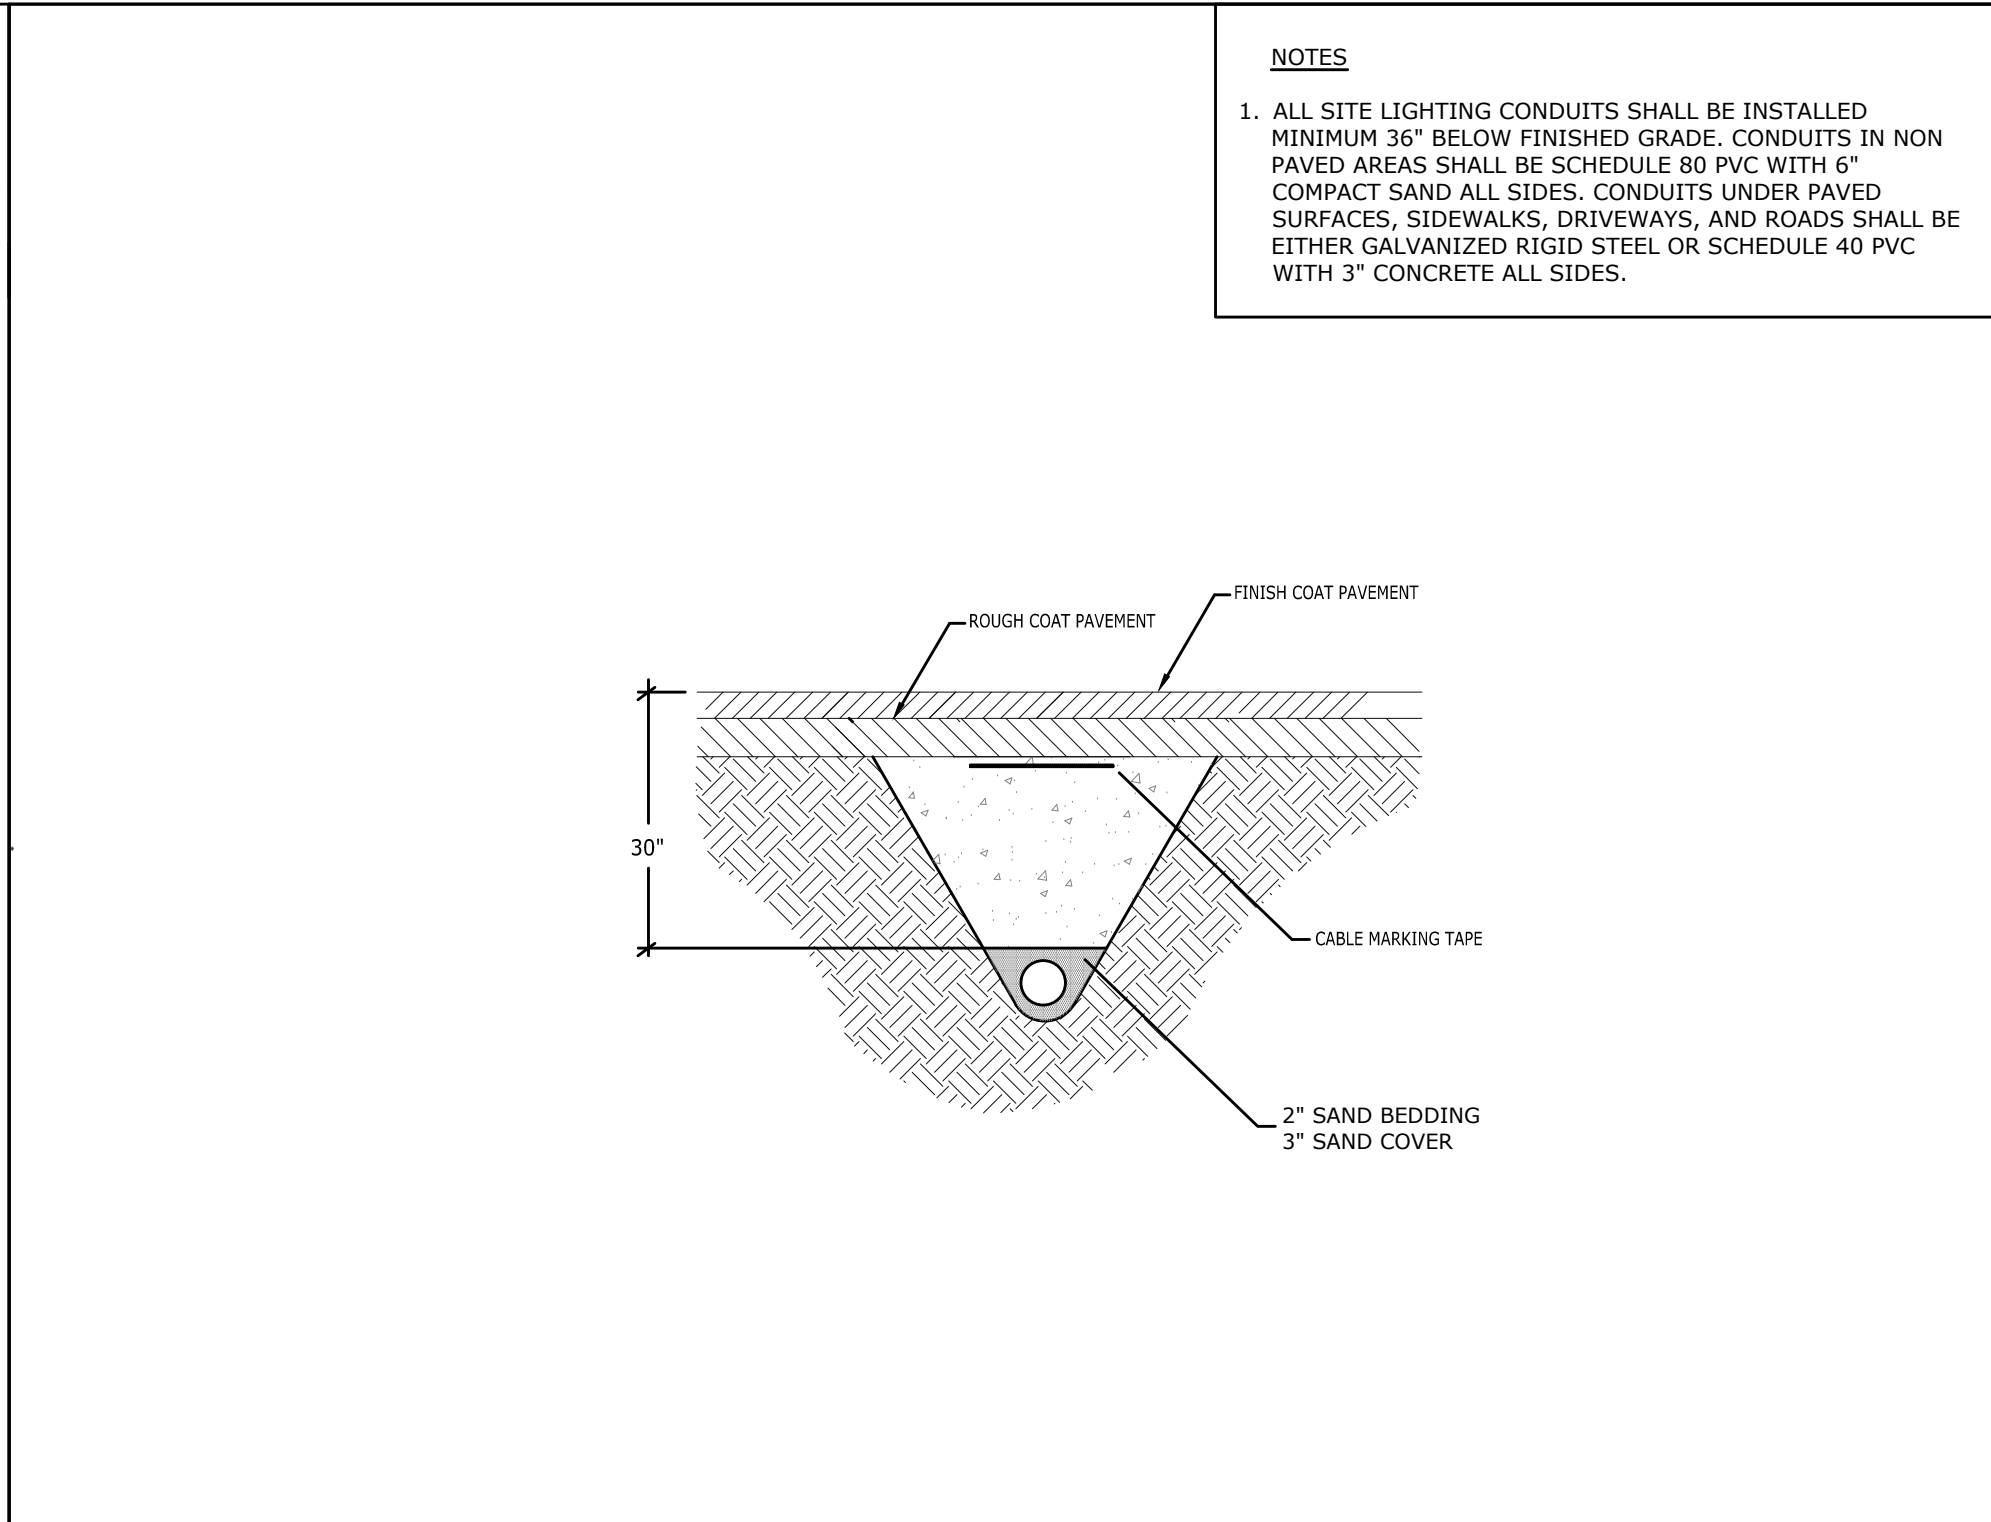 NOTES
1. ALL SITE LIGHTING CONDUITS SHALL BE INSTALLED
MINIMUM 36" BELOW FINISHED GRADE. CONDUITS IN NON
PAVED AREAS SHALL BE SCHEDULE 80 PVC WITH 6"
COMPACT SAND ALL SIDES. CONDUITS UNDER PAVED
SURFACES, SIDEWALKS, DRIVEWAYS, AND ROADS SHALL BE
EITHER GALVANIZED RIGID STEEL OR SCHEDULE 40 PVC
WITH 3" CONCRETE ALL SIDES.
FINISH COAT PAVEMENT
ROUGH COAT PAVEMENT
30"
CABLE MARKING TAPE
2" SAND BEDDING
3" SAND COVER